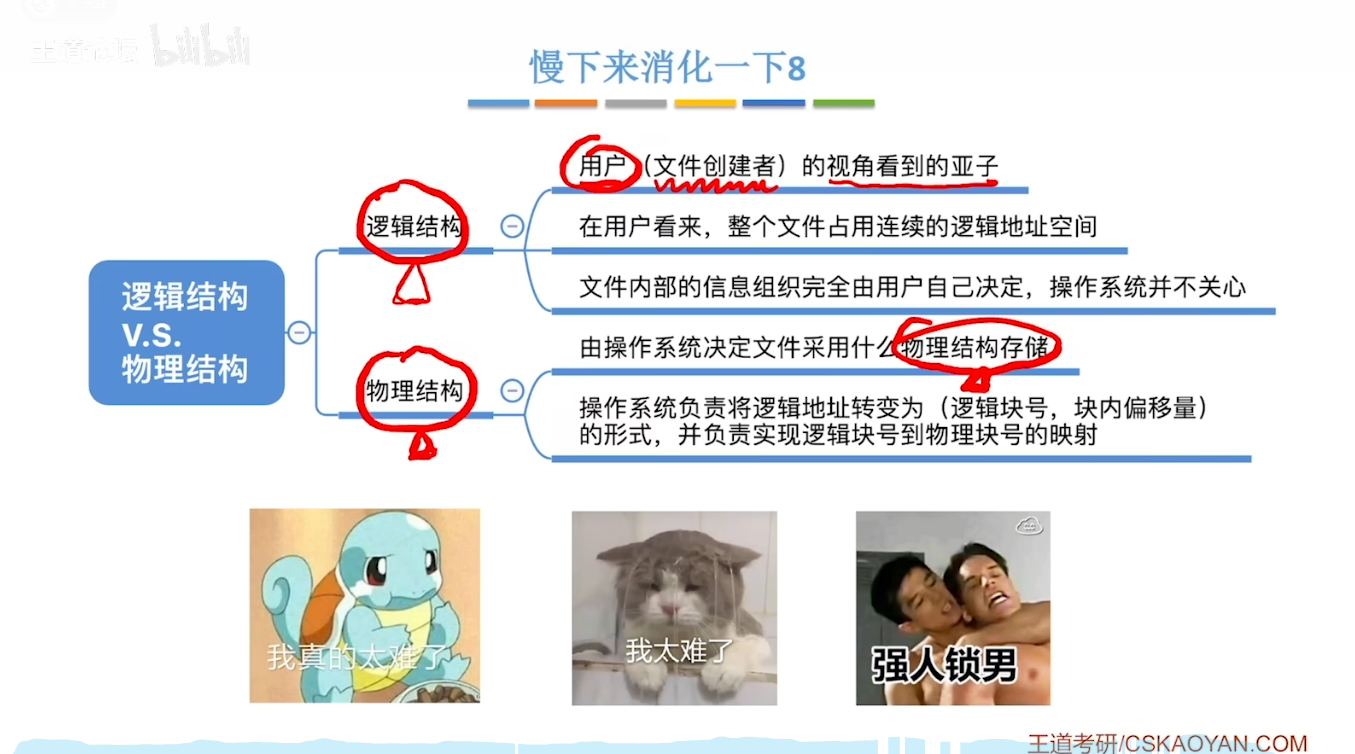 王道论坛 bilibili
慢下来消化一下8
用户（文件创建者）的视角看到的亚子
逻辑结构
在用户看来，整个文件占用连续的逻辑地址空间
文件内部的信息组织完全由用户自己决定，操作系统并不关心
逻辑结构
V.S.
物理结构
由操作系统决定文件采用什么物理结构存储
物理结构
操作系统负责将逻辑地址转变为（逻辑块号，块内偏移量）
的形式，并负责实现逻辑块号到物理块号的映射
我真的太难了
我太难了
强人锁男
王道考研/CSKAOYAN.COM